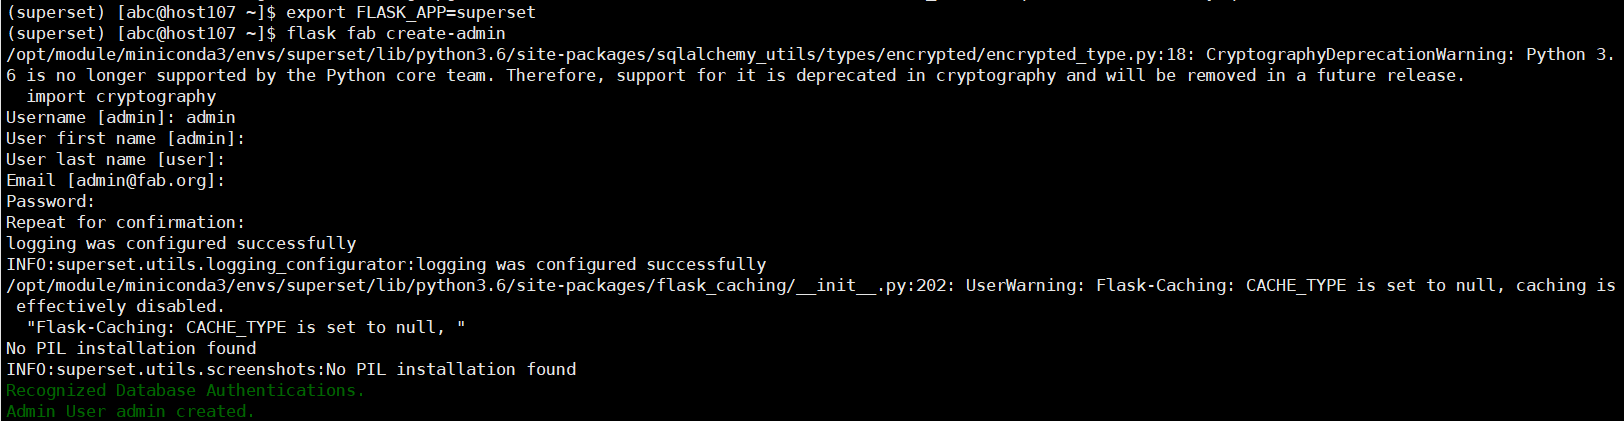 (superset) [abc@host107 ~]$ export FLASK_APP=superset
(superset) [abc@host107 ~]$ flask fab create-admin
/opt/module/miniconda3/envs/superset/lib/python3.6/site-packages/sqlalchemy_utils/types/encrypted/encrypted_type.py:18: CryptographyDeprecationWarning: Python 3.
6 is no longer supported by the Python core team. Therefore, support for it is deprecated in cryptography and will be removed in a future release.
  import cryptography
Username [admin]: admin
User first name [admin]:
User last name [user]:
Email [admin@fab.org]:
Password:
Repeat for confirmation:
logging was configured successfully
INFO:superset.utils.logging_configurator:logging was configured successfully
/opt/module/miniconda3/envs/superset/lib/python3.6/site-packages/flask_caching/__init__.py:202: UserWarning: Flask-Caching: CACHE_TYPE is set to null, caching is
 effectively disabled.
  "Flask-Caching: CACHE_TYPE is set to null, "
No PIL installation found
INFO:superset.utils.screenshots:No PIL installation found
Recognized Database Authentications.
Admin User admin created.